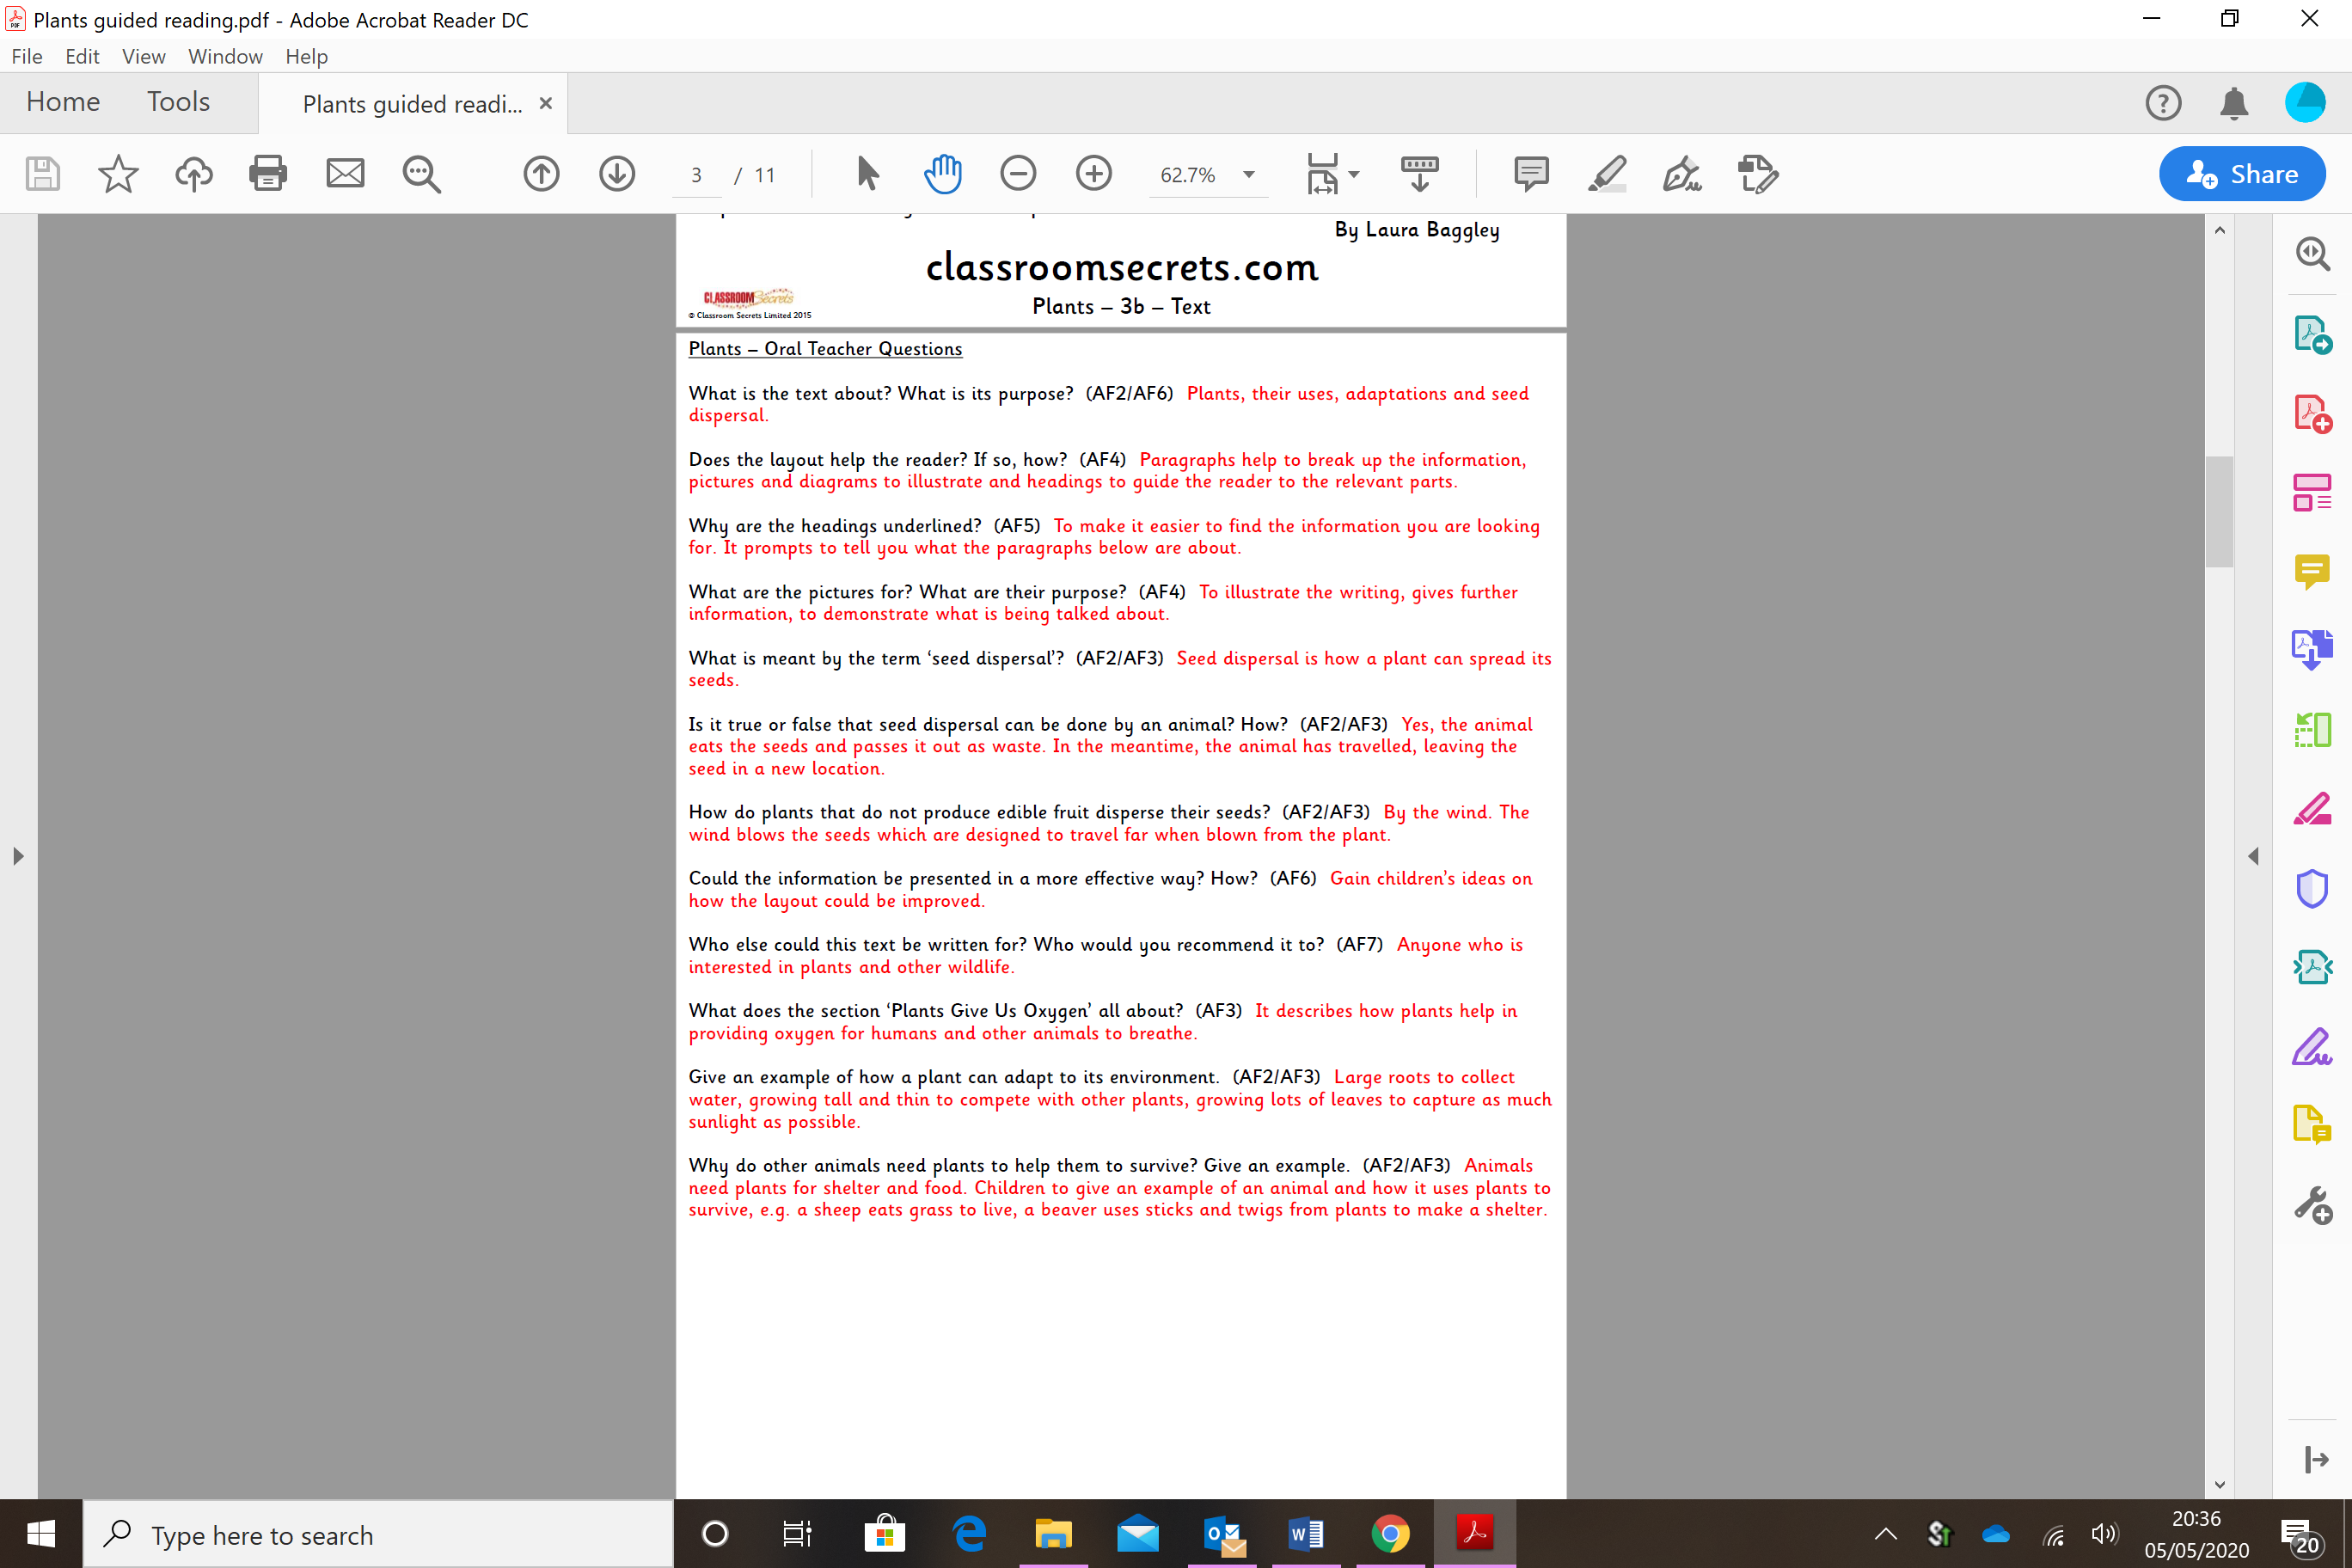 Plants guided reading.pdf - Adobe Acrobat Reader DC
File Edit View Window Help
Home Tools Plants guided readi...
3 / 11 62.7% Share
By Laura Baggley
classroomsecrets.com
CLASSROOM Secrets
© Classroom Secrets Limited 2015
Plants – 3b – Text
Plants – Oral Teacher Questions
What is the text about? What is its purpose? (AF2/AF6) Plants, their uses, adaptations and seed
dispersal.
Does the layout help the reader? If so, how? (AF4) Paragraphs help to break up the information,
pictures and diagrams to illustrate and headings to guide the reader to the relevant parts.
Why are the headings underlined? (AF5) To make it easier to find the information you are looking
for. It prompts to tell you what the paragraphs below are about.
What are the pictures for? What are their purpose? (AF4) To illustrate the writing, gives further
information, to demonstrate what is being talked about.
What is meant by the term ‘seed dispersal’? (AF2/AF3) Seed dispersal is how a plant can spread its
seeds.
Is it true or false that seed dispersal can be done by an animal? How? (AF2/AF3) Yes, the animal
eats the seeds and passes it out as waste. In the meantime, the animal has travelled, leaving the
seed in a new location.
How do plants that do not produce edible fruit disperse their seeds? (AF2/AF3) By the wind. The
wind blows the seeds which are designed to travel far when blown from the plant.
Could the information be presented in a more effective way? How? (AF6) Gain children’s ideas on
how the layout could be improved.
Who else could this text be written for? Who would you recommend it to? (AF7) Anyone who is
interested in plants and other wildlife.
What does the section ‘Plants Give Us Oxygen’ all about? (AF3) It describes how plants help in
providing oxygen for humans and other animals to breathe.
Give an example of how a plant can adapt to its environment. (AF2/AF3) Large roots to collect
water, growing tall and thin to compete with other plants, growing lots of leaves to capture as much
sunlight as possible.
Why do other animals need plants to help them to survive? Give an example. (AF2/AF3) Animals
need plants for shelter and food. Children to give an example of an animal and how it uses plants to
survive, e.g. a sheep eats grass to live, a beaver uses sticks and twigs from plants to make a shelter.
Type here to search
20:36
05/05/2020
20